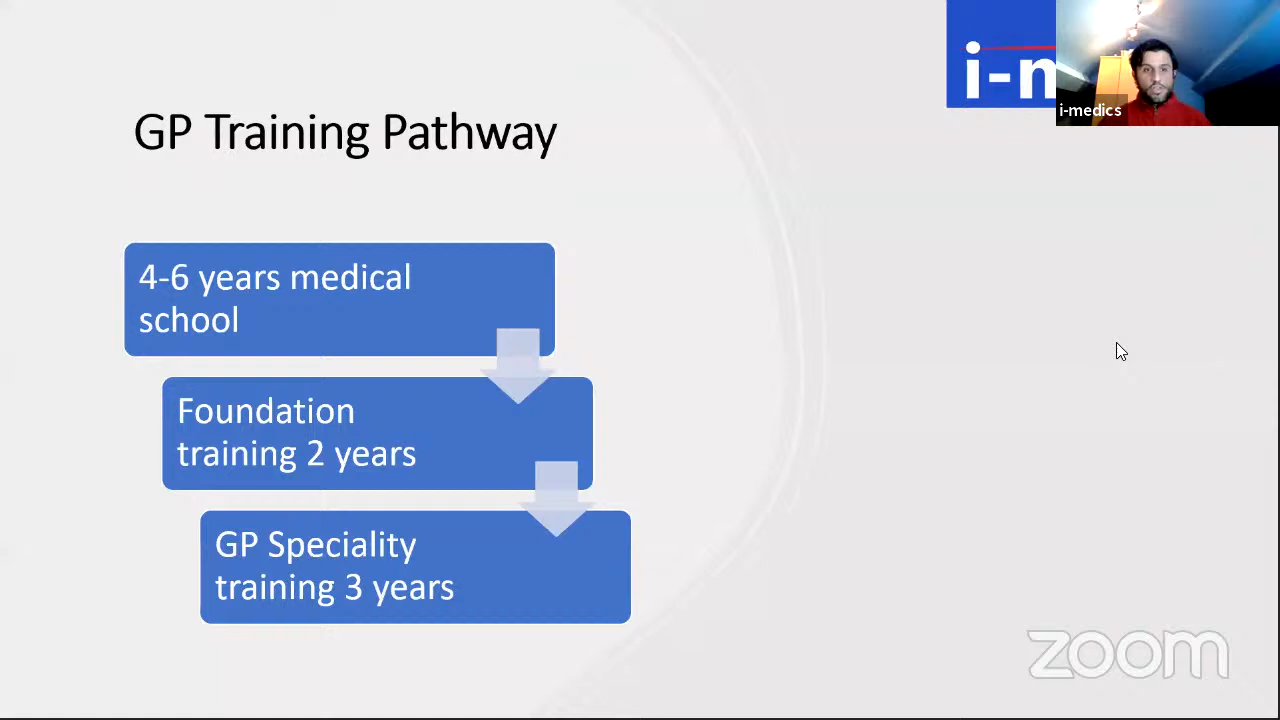 GP Training Pathway
4-6 years medical
school
Foundation
training 2 years
GP Speciality
training 3 years
i-m
i-medics
zoom